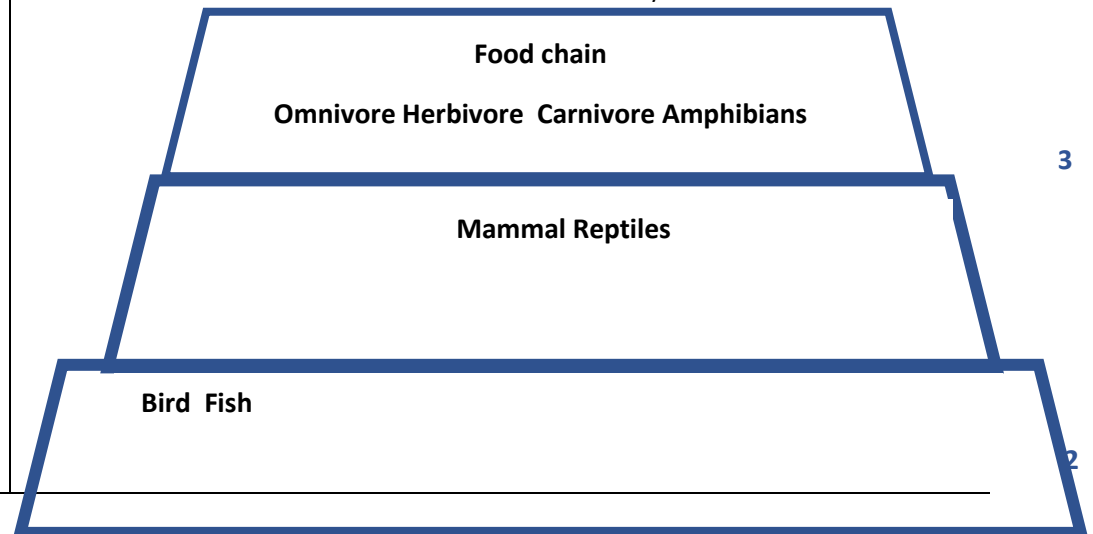 Food chain
Omnivore Herbivore  Carnivore Amphibians
3
Mammal Reptiles
Bird  Fish
2